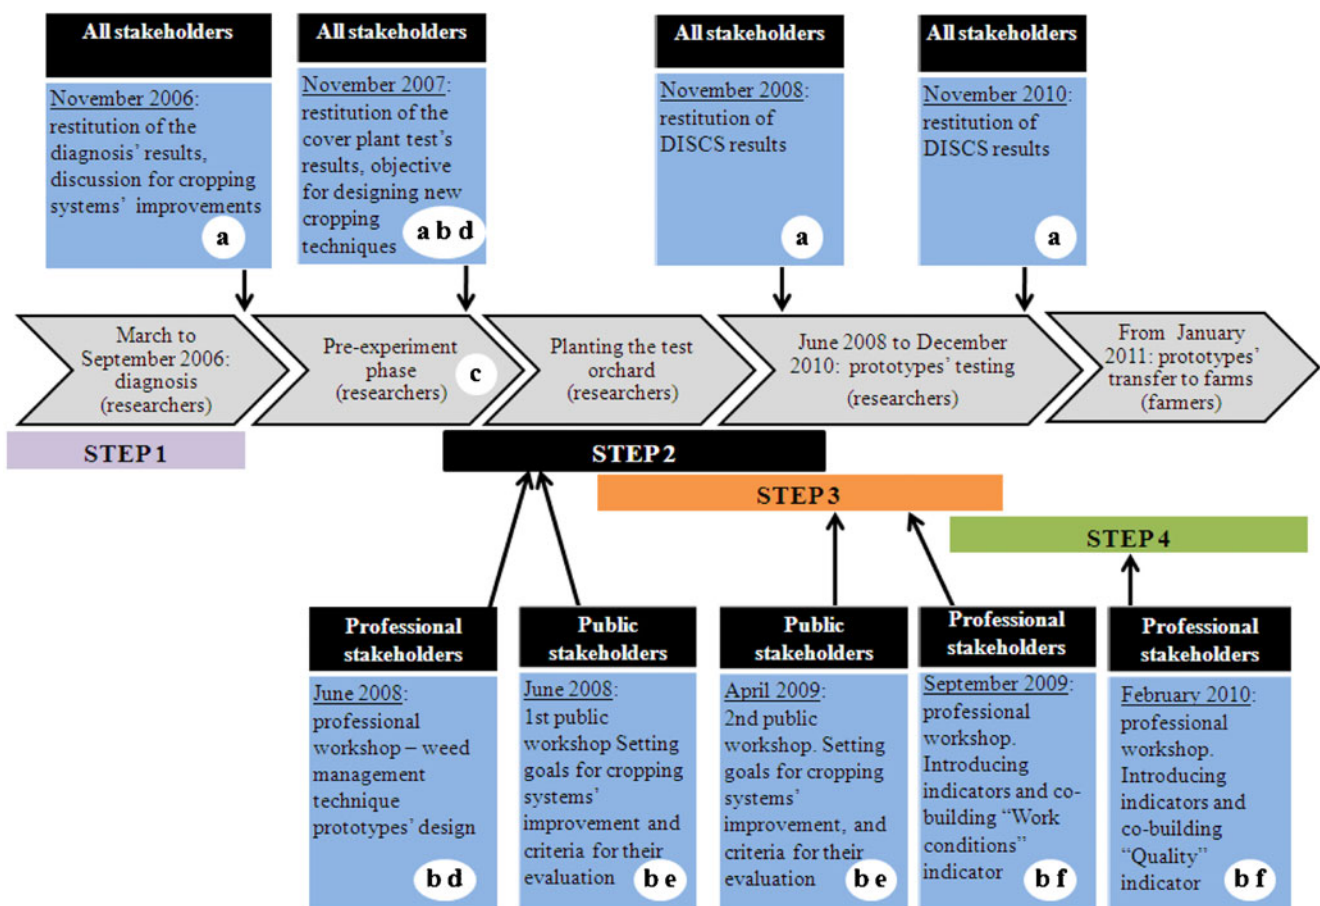 All stakeholders
November 2006:
restitution of the
diagnosis' results,
discussion for cropping
systems' improvements
a
All stakeholders
November 2007:
restitution of the
cover plant test's
results, objective
for designing new
cropping
techniques
a b d
All stakeholders
November 2008:
restitution of
DISCS results
a
All stakeholders
November 2010:
restitution of
DISCS results
a
March to
September 2006:
diagnosis
(researchers)
Pre-experiment
phase
(researchers)
c
Planting the test
orchard
(researchers)
June 2008 to December
2010: prototypes' testing
(researchers)
From January
2011: prototypes'
transfer to farms
(farmers)
STEP 1
STEP 2
STEP 3
STEP 4
Professional
stakeholders
June 2008:
professional
workshop – weed
management
technique
prototypes' design
b d
Public
stakeholders
June 2008:
1st public
workshop Setting
goals for cropping
systems'
improvement and
criteria for their
evaluation
b e
Public
stakeholders
April 2009:
2nd public
workshop. Setting
goals for cropping
systems'
improvement, and
criteria for their
evaluation
b e
Professional
stakeholders
September 2009:
professional
workshop.
Introducing
indicators and co-
building "Work
conditions"
indicator
b f
Professional
stakeholders
February 2010:
professional
workshop.
Introducing
indicators and
co-building
"Quality"
indicator
b f